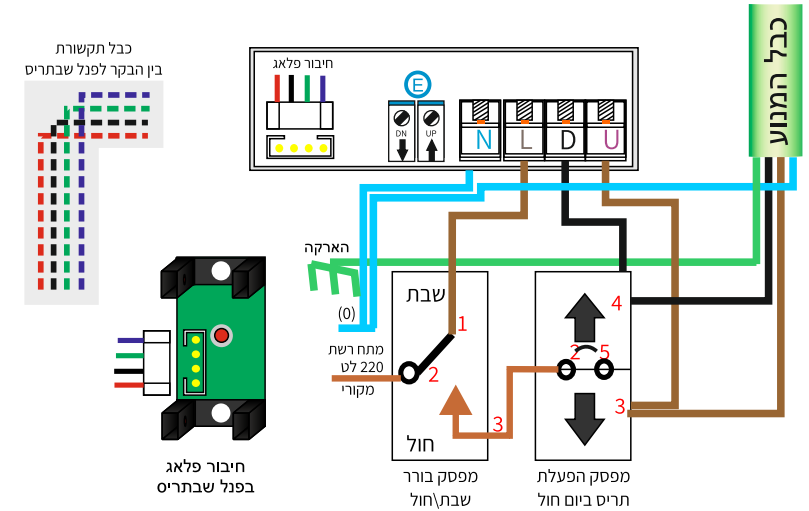 כבל תקשורת
בין הבקר לפנל שבתריס
חיבור פלאג
E
DN
UP
N
L
D
U
כבל המנוע
הארקה
(0)
מתח רשת
220 לט
מקורי
שבת
1
2
3
חול
מפסק בורר
שבת\חול
4
2
5
3
מפסק הפעלת
תריס ביום חול
חיבור פלאג
בפנל שבתריס